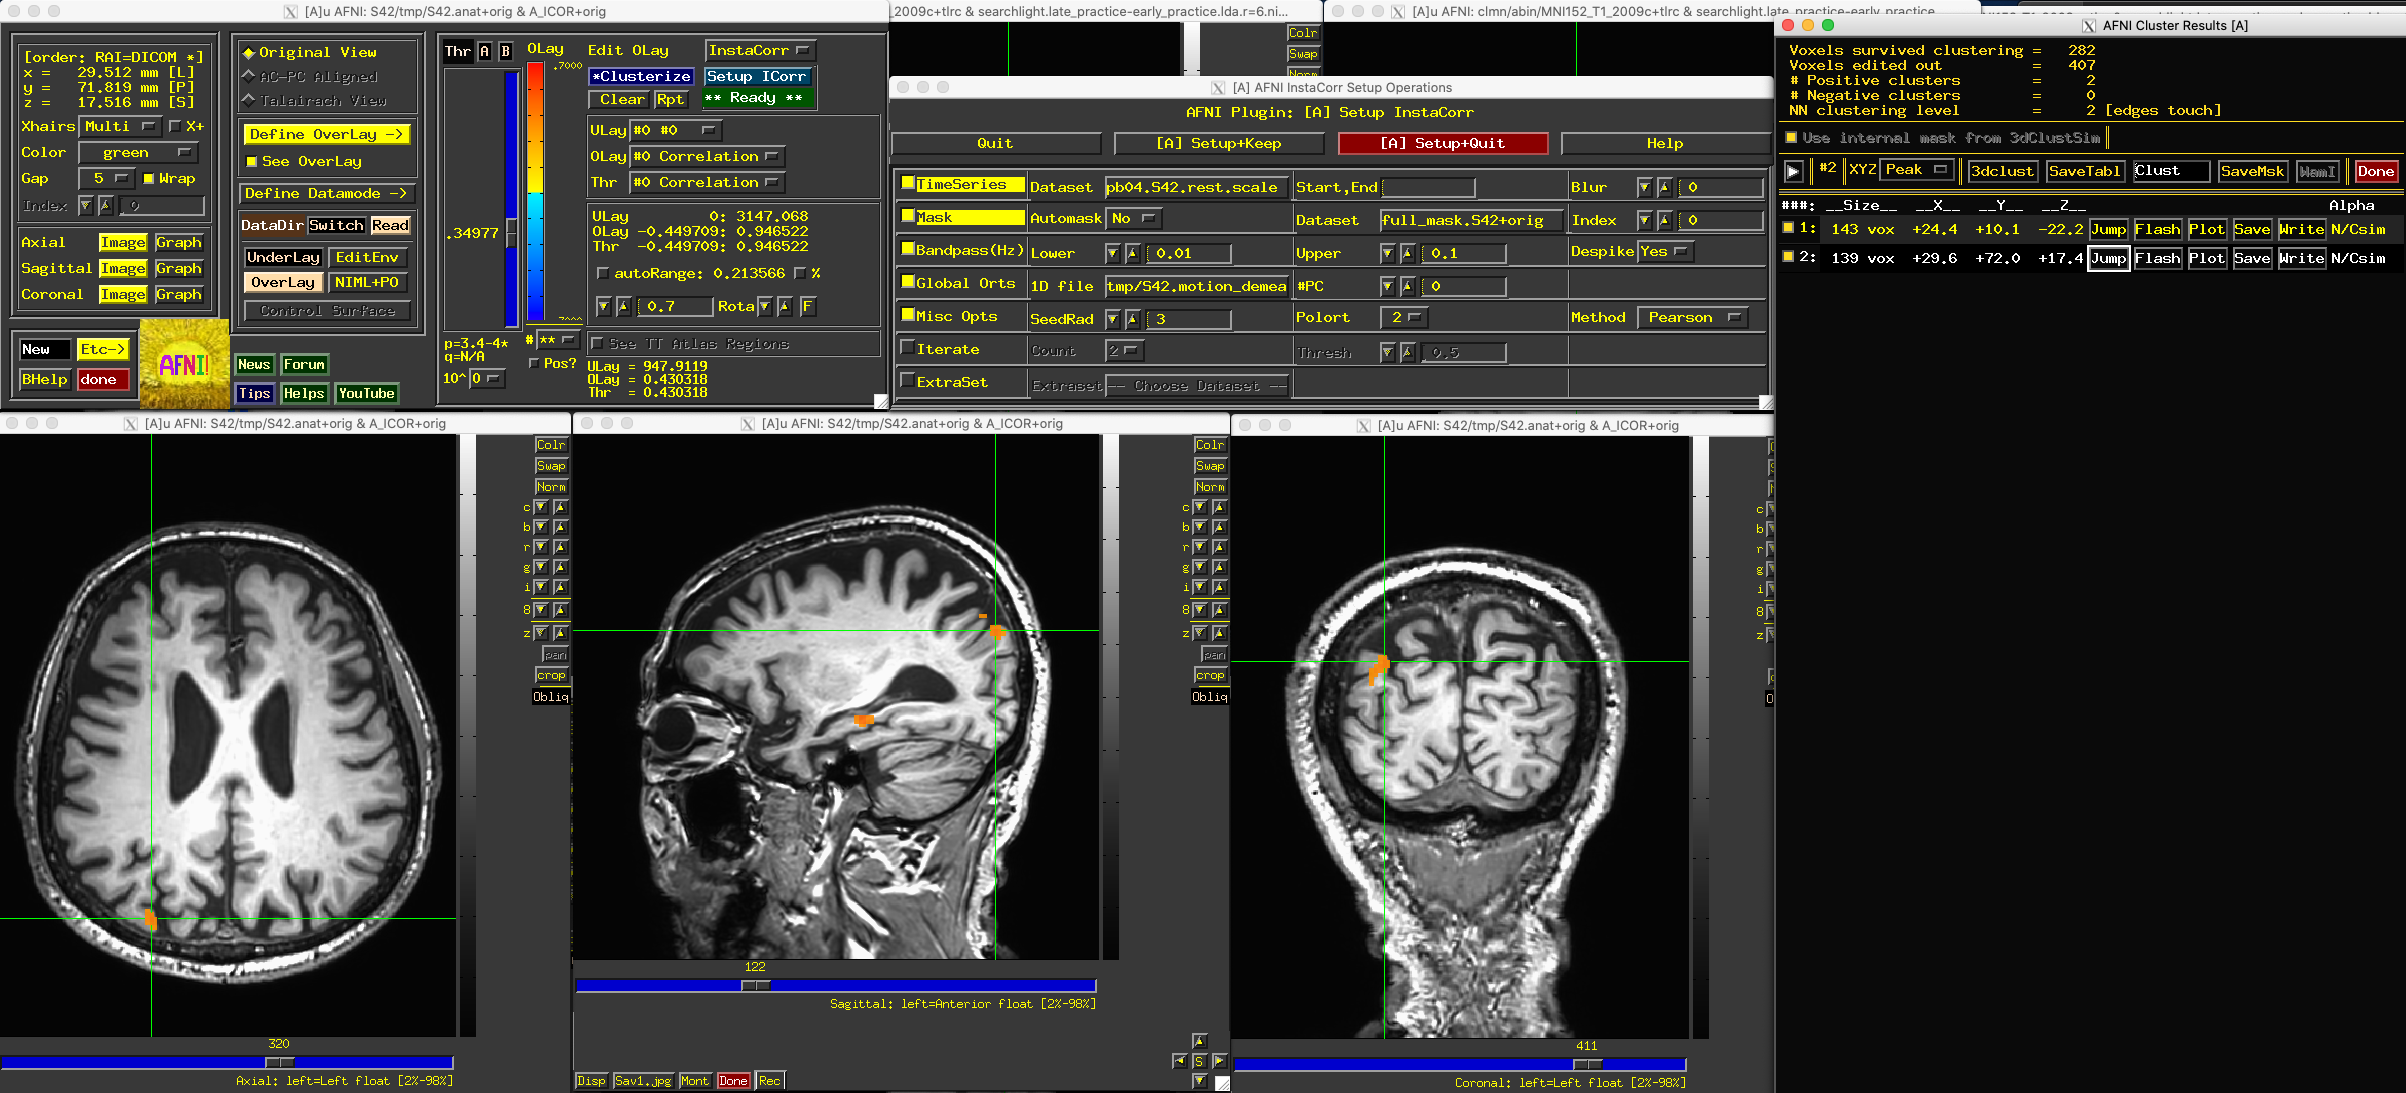 [A]u AFNI: S42/tmp/S42.anat+orig & A_ICOR+orig
_2009c+tlrc & searchlight.late_practice-early_practice.lda.r=6.ni...
[A]u AFNI: clmn/abin/MNI152_T1_2009c+tlrc & searchlight.late_practice-early_practice
[order: RAI=DICOM *]
x = 29.512 mm [L]
y = 71.819 mm [P]
z = 17.516 mm [S]
Xhairs Multi X+
Color green
Gap 5 Wrap
Index 0
Axial Image Graph
Sagittal Image Graph
Coronal Image Graph
New Etc->
BHelp done
AFNI!
Original View
AC-PC Aligned
Talairach View
Define OverLay ->
See OverLay
Define Datamode ->
DataDir Switch Read
UnderLay EditEnv
OverLay NIML+PO
Control Surface
News Forum
Tips Helps YouTube
Thr A B OLay
.7000
.34977
p=3.4-4*
q=N/A
10^ 0
# **
Pos?
Edit OLay InstaCorr
*Clusterize Setup ICorr
Clear Rpt ** Ready **
ULay #0 #0
OLay #0 Correlation
Thr #0 Correlation
ULay 0: 3147.068
OLay -0.449709: 0.946522
Thr -0.449709: 0.946522
autoRange: 0.213566 %
0.7 Rota F
See TT Atlas Regions
ULay = 947.9119
OLay = 0.430318
Thr = 0.430318
Colr
Swap
Norm
[A] AFNI InstaCorr Setup Operations
AFNI Plugin: [A] Setup InstaCorr
Quit [A] Setup+Keep [A] Setup+Quit Help
TimeSeries Dataset pb04.S42.rest.scale Start,End Blur 0
Mask Automask No Dataset full_mask.S42+orig Index 0
Bandpass(Hz) Lower 0.01 Upper 0.1 Despike Yes
Global Orts 1D file tmp/S42.motion_demea #PC 0
Misc Opts SeedRad 3 Polort 2 Method Pearson
Iterate Count 2 Thresh 0.5
ExtraSet Extraset -- Choose Dataset --
AFNI Cluster Results [A]
Voxels survived clustering = 282
Voxels edited out = 407
# Positive clusters = 2
# Negative clusters = 0
NN clustering level = 2 [edges touch]
Use internal mask from 3dClustSim
#2 XYZ Peak 3dclust SaveTabl Clust SaveMsk WamI Done
###: __Size__ __X__ __Y__ __Z__ Alpha
1: 143 vox +24.4 +10.1 -22.2 Jump Flash Plot Save Write N/Csim
2: 139 vox +29.6 +72.0 +17.4 Jump Flash Plot Save Write N/Csim
[A]u AFNI: S42/tmp/S42.anat+orig & A_ICOR+orig
Colr
Swap
Norm
c
b
r
g
i
8
z
pan
crop
Obliq
320
Axial: left=Left float [2%-98%]
[A]u AFNI: S42/tmp/S42.anat+orig & A_ICOR+orig
Colr
Swap
Norm
c
b
r
g
i
8
z
pan
crop
Obliq
122
Sagittal: left=Anterior float [2%-98%]
S
Disp Sav1.jpg Mont Done Rec
[A]u AFNI: S42/tmp/S42.anat+orig & A_ICOR+orig
c
b
r
g
i
8
z
411
Coronal: left=Left float [2%-98%]